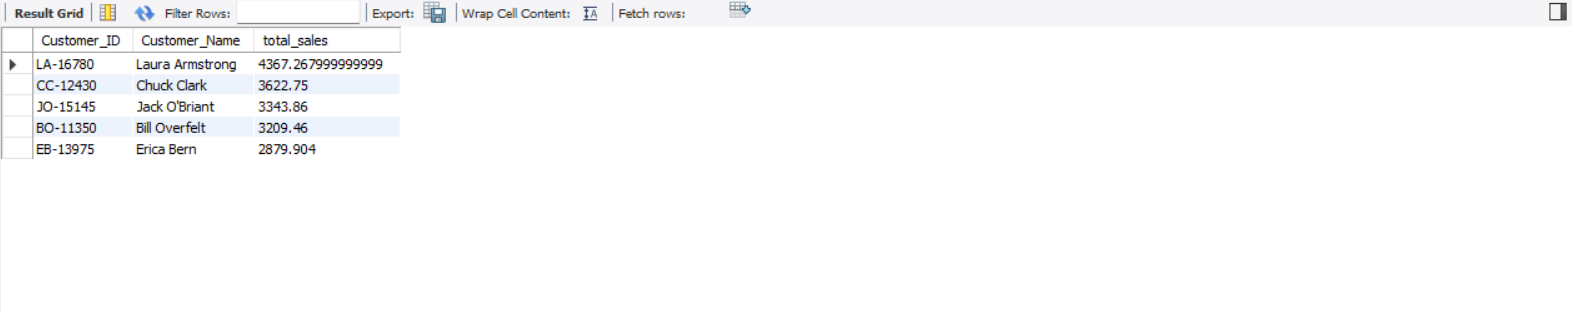 Result Grid Filter Rows: Export: Wrap Cell Content: IA Fetch rows:
Customer_ID Customer_Name total_sales
LA-16780 Laura Armstrong 4367.267999999999
CC-12430 Chuck Clark 3622.75
JO-15145 Jack O'Briant 3343.86
BO-11350 Bill Overfelt 3209.46
EB-13975 Erica Bern 2879.904